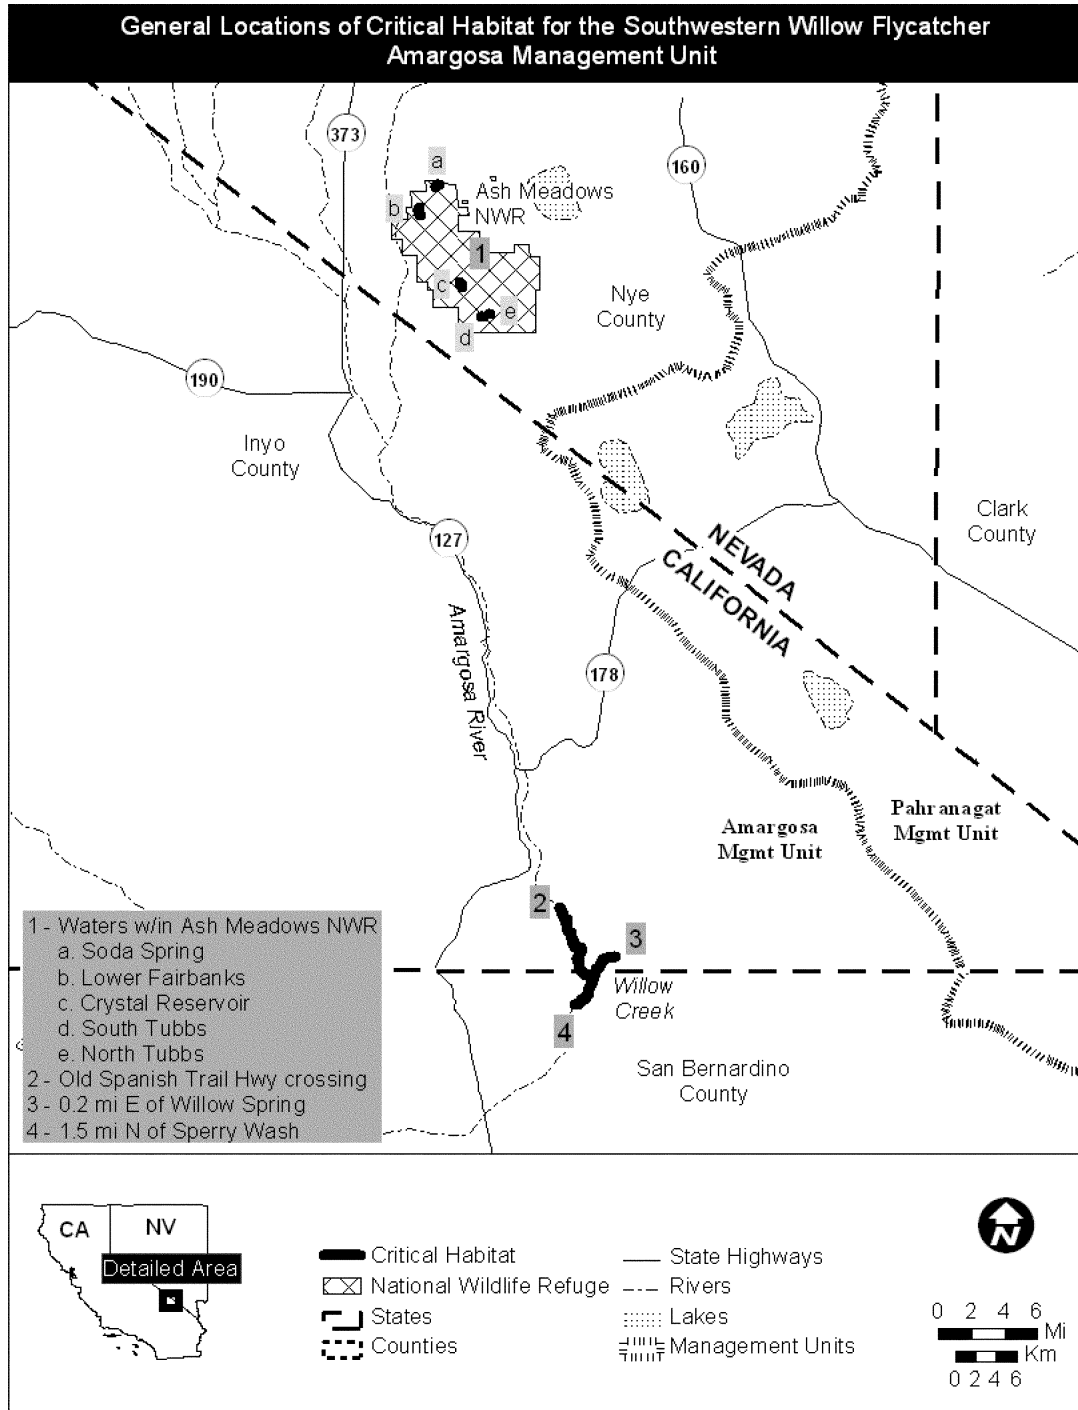 General Locations of Critical Habitat for the Southwestern Willow Flycatcher
Amargosa Management Unit
373
160
a
Ash Meadows
NWR
b
1
c
Nye
County
e
d
190
Inyo
County
Clark
County
127
NEVADA
CALIFORNIA
Amargosa River
178
Pahranagat
Mgmt Unit
Amargosa
Mgmt Unit
2
3
Willow
Creek
4
San Bernardino
County
1 - Waters w/in Ash Meadows NWR
a. Soda Spring
b. Lower Fairbanks
c. Crystal Reservoir
d. South Tubbs
e. North Tubbs
2 - Old Spanish Trail Hwy crossing
3 - 0.2 mi E of Willow Spring
4 - 1.5 mi N of Sperry Wash
CA
NV
Detailed Area
Critical Habitat
National Wildlife Refuge
States
Counties
State Highways
Rivers
Lakes
Management Units
N
0 2 4 6
Mi
Km
0 2 4 6